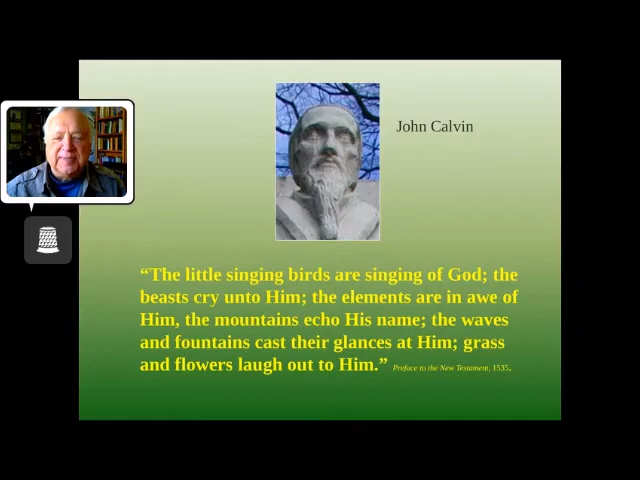 John Calvin
“The little singing birds are singing of God; the
beasts cry unto Him; the elements are in awe of
Him, the mountains echo His name; the waves
and fountains cast their glances at Him; grass
and flowers laugh out to Him.” Preface to the New Testament, 1535.